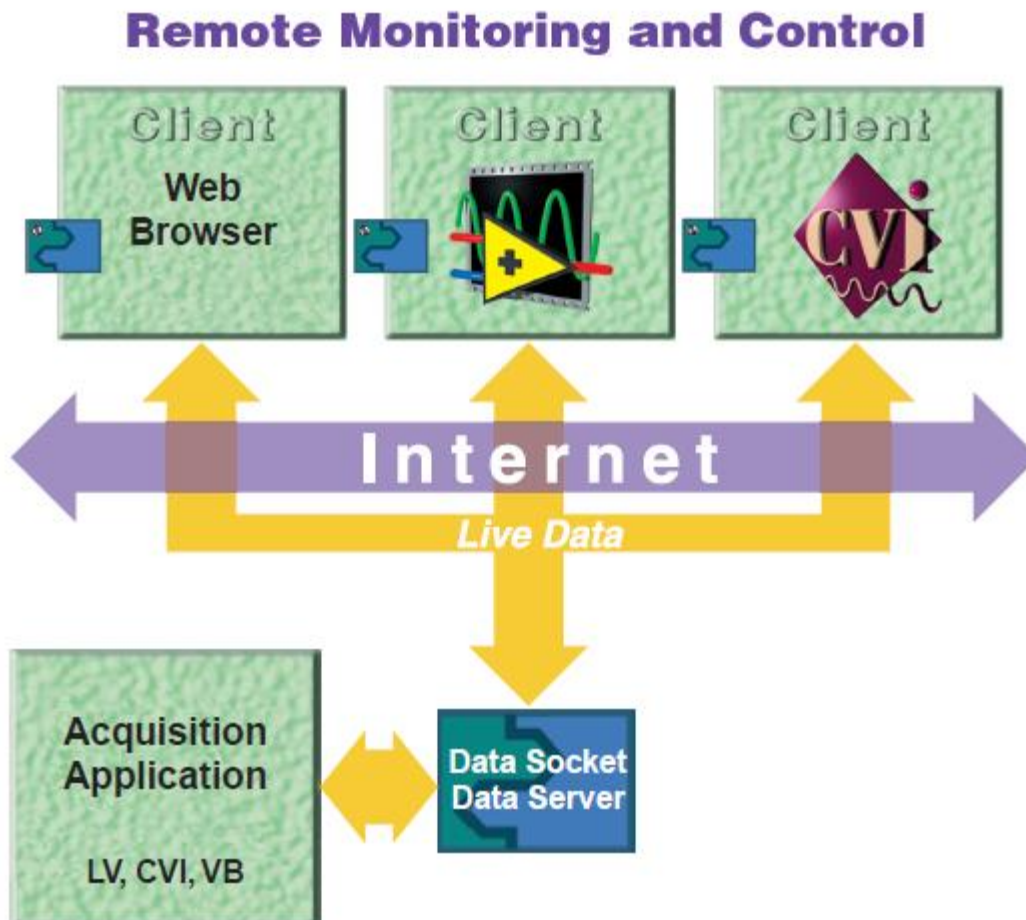 Remote Monitoring and Control
Client
Web
Browser
Client
Client
CVI
Internet
Live Data
Acquisition
Application
LV, CVI, VB
Data Socket
Data Server